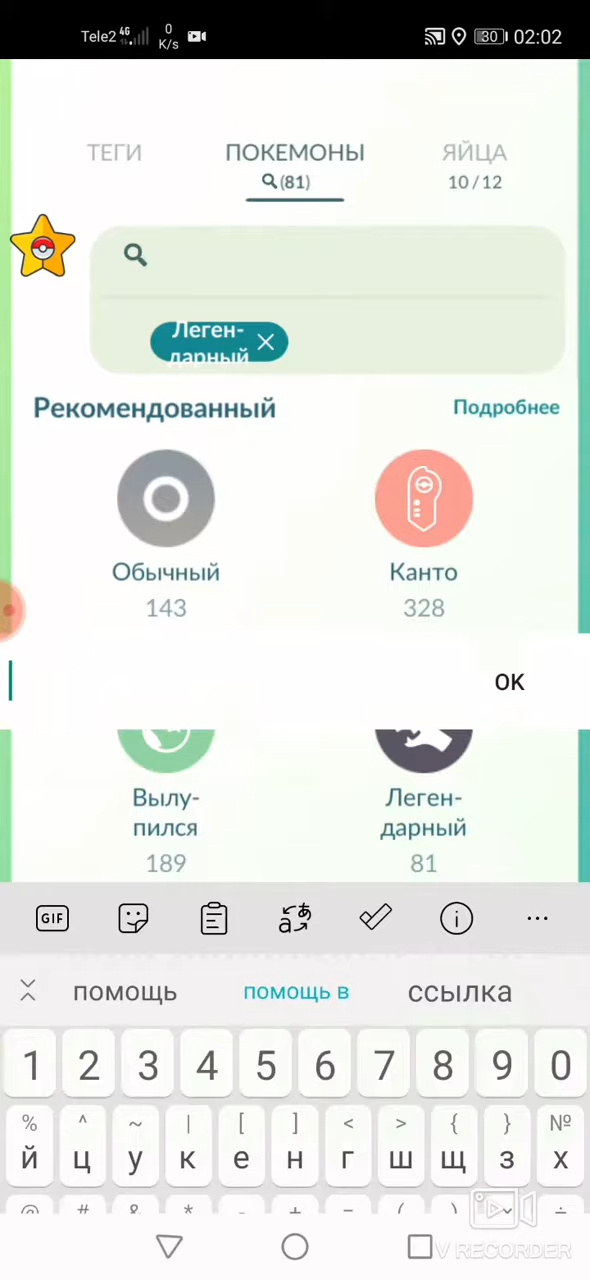 Tele2 4G 0 K/s 30 02:02
ТЕГИ ПОКЕМОНЫ ЯЙЦА
(81) 10 / 12
Леген-
дарный
Рекомендованный Подробнее
Обычный Канто
143 328
OK
Вылу- Леген-
пился дарный
189 81
GIF
помощь помощь в ссылка
1 2 3 4 5 6 7 8 9 0
% ^ ~ | [ ] < > { } №
й ц у к е н г ш щ з х
@ # & * - + = ( ) ÷
V RECORDER